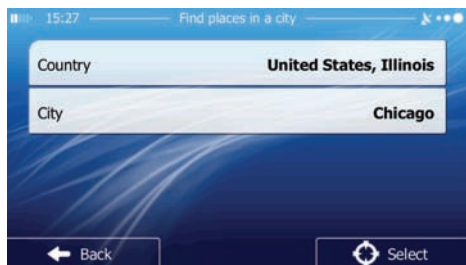 15:27 Find places in a city
Country United States, Illinois
City Chicago
Back Select